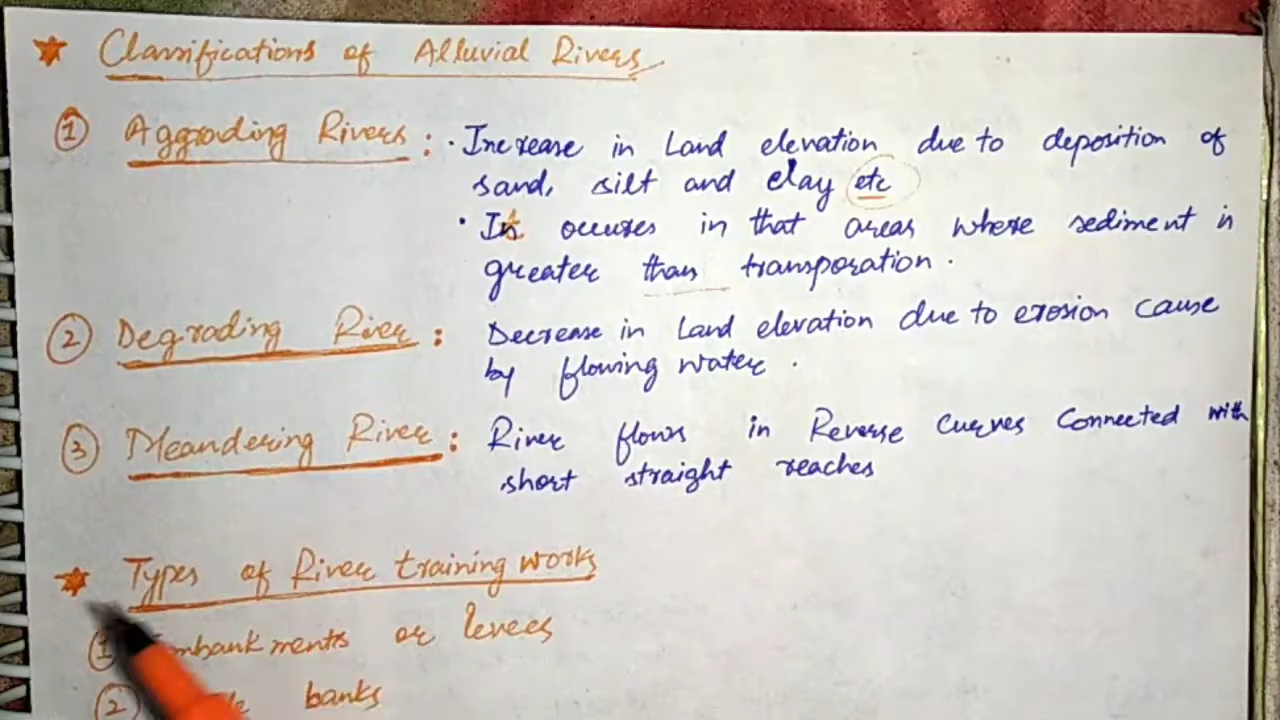 Classifications of Alluvial Rivers
1 Aggrading Rivers : · Increase in Land elevation due to deposition of
sand, silt and clay etc
· It occures in that areas where sediment is
greater than transporation .
2 Degrading River : Decrease in Land elevation due to erosion cause
by flowing water .
3 Meandering River : River flows in Reverse Curves Connected with
short straight reaches
Types of River training works
1 or levees
2 banks